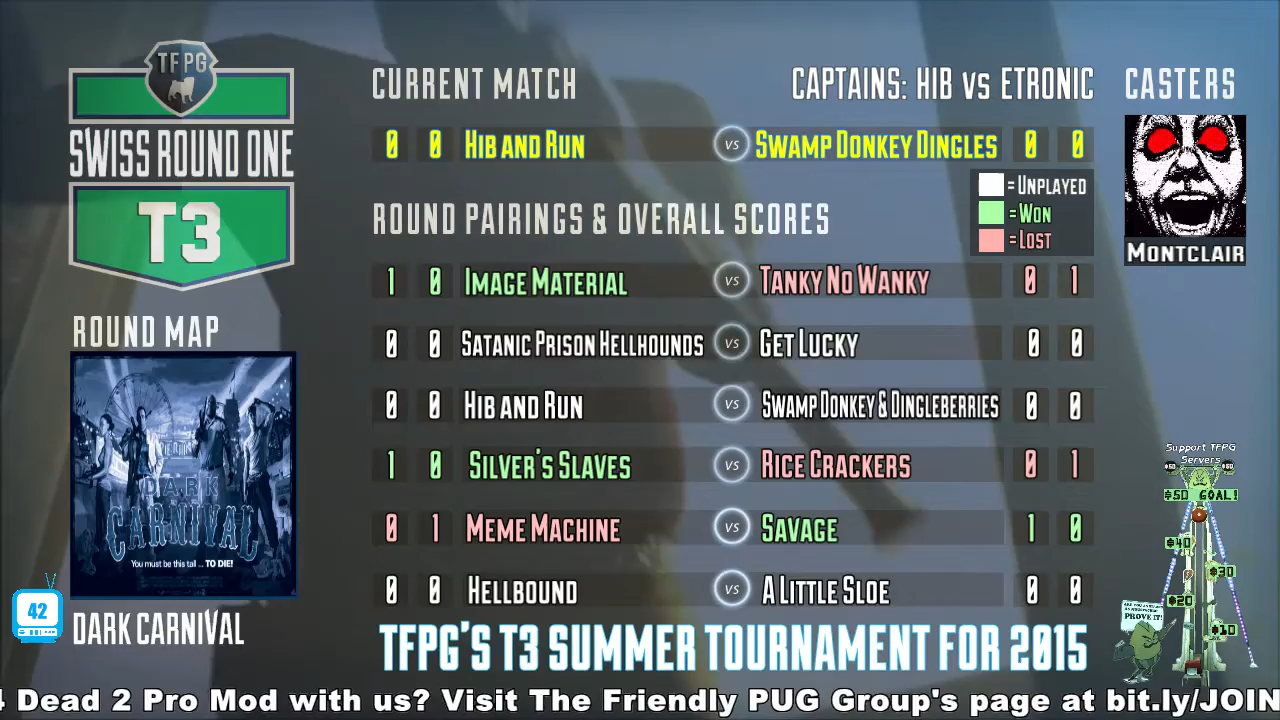 TFPG
SWISS ROUND ONE
T3
ROUND MAP
DARK
CARNIVAL
You must be this tall ... TO DIE!
42
DARK CARNIVAL
CURRENT MATCH
CAPTAINS: HIB VS ETRONIC
0 0 HIB AND RUN VS SWAMP DONKEY DINGLES 0 0
= UNPLAYED
= WON
= LOST
ROUND PAIRINGS & OVERALL SCORES
1 0 IMAGE MATERIAL VS TANKY NO WANKY 0 1
0 0 SATANIC PRISON HELLHOUNDS VS GET LUCKY 0 0
0 0 HIB AND RUN VS SWAMP DONKEY & DINGLEBERRIES 0 0
1 0 SILVER'S SLAVES VS RICE CRACKERS 0 1
0 1 MEME MACHINE VS SAVAGE 1 0
0 0 HELLBOUND VS A LITTLE SLOE 0 0
TFPG'S T3 SUMMER TOURNAMENT FOR 2015
CASTERS
MONTCLAIR
Support TFPG
Servers
$50 $50
$50 GOAL!
$40
$30
$20
$10
PROVE IT!
4 Dead 2 Pro Mod with us? Visit The Friendly PUG Group's page at bit.ly/JOIN